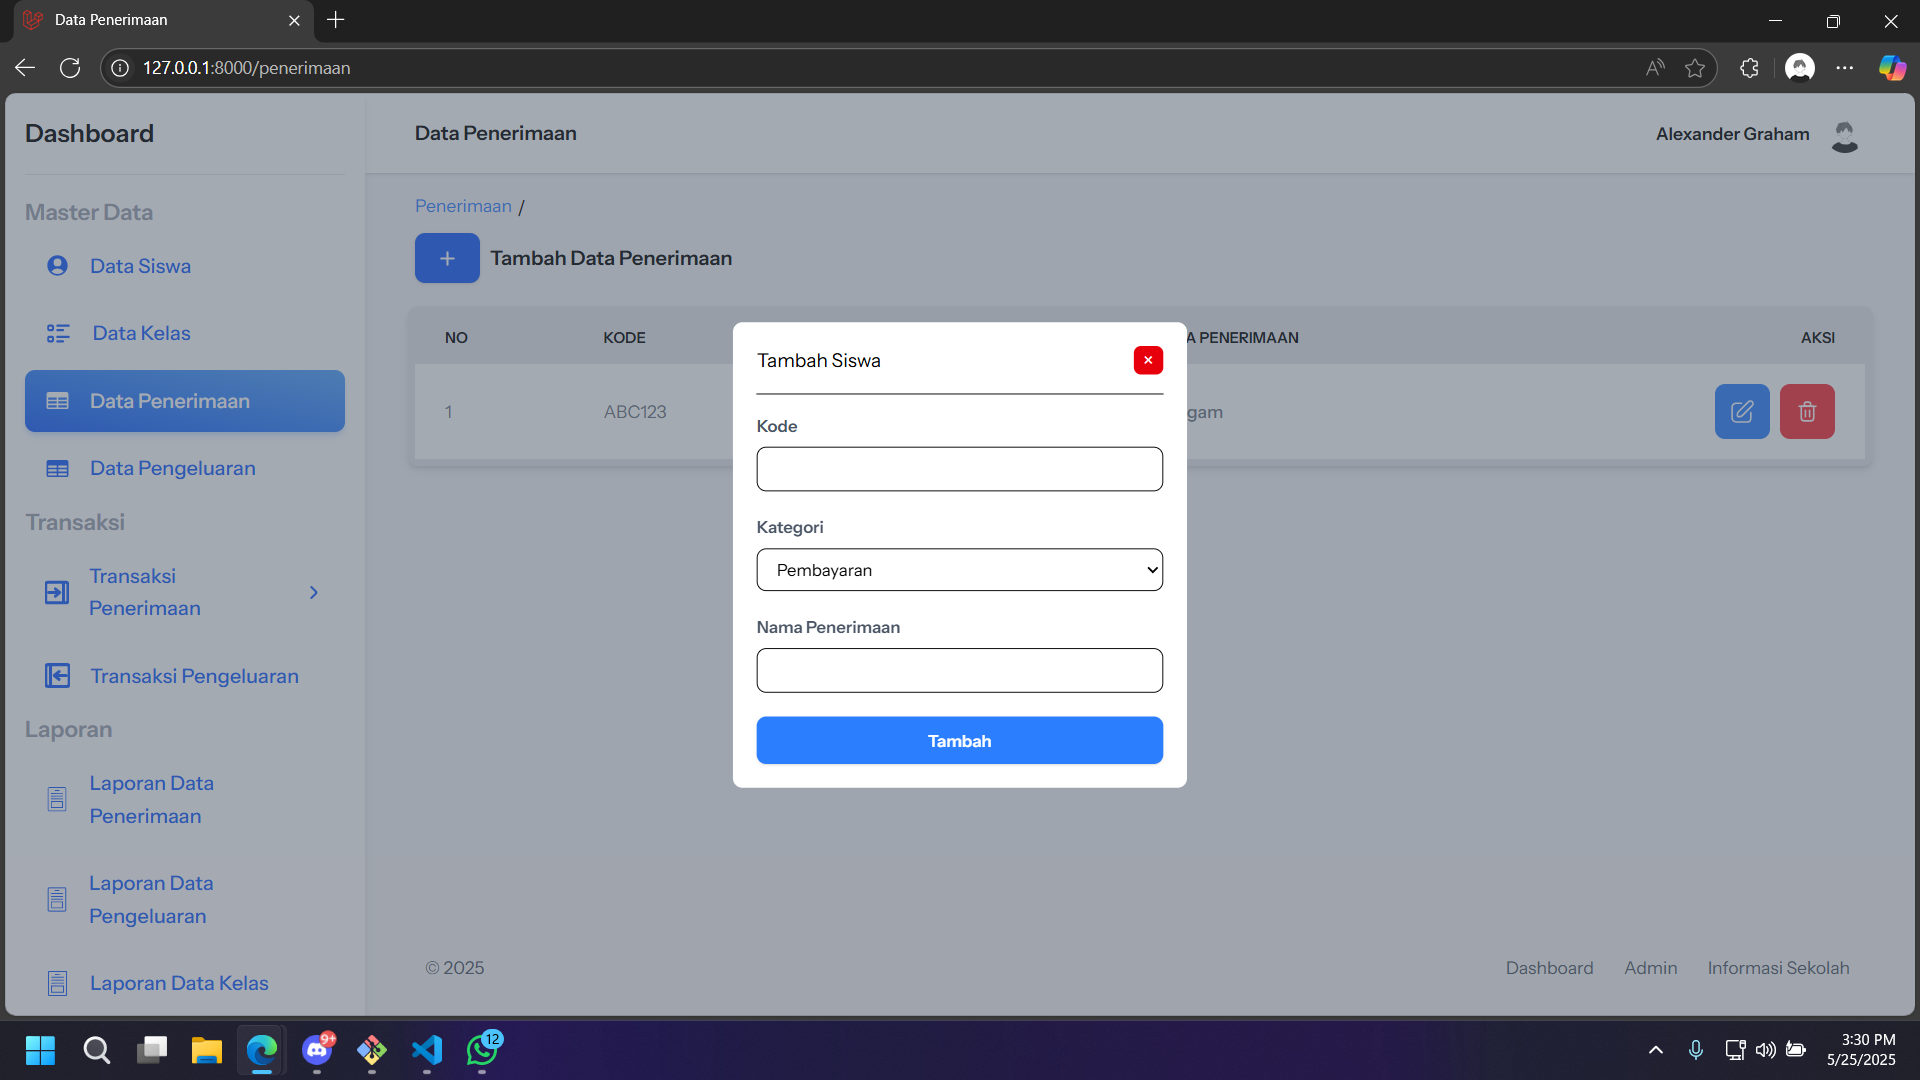 Data Penerimaan
127.0.0.1:8000/penerimaan
Dashboard
Data Penerimaan
Alexander Graham
Master Data
Data Siswa
Data Kelas
Data Penerimaan
Data Pengeluaran
Transaksi
Transaksi
Penerimaan
Transaksi Pengeluaran
Laporan
Laporan Data
Penerimaan
Laporan Data
Pengeluaran
Laporan Data Kelas
Penerimaan /
+ Tambah Data Penerimaan
NO KODE A PENERIMAAN AKSI
1 ABC123 gam
Tambah Siswa
Kode
Kategori
Pembayaran
Nama Penerimaan
Tambah
© 2025
Dashboard Admin Informasi Sekolah
9+
12
3:30 PM
5/25/2025